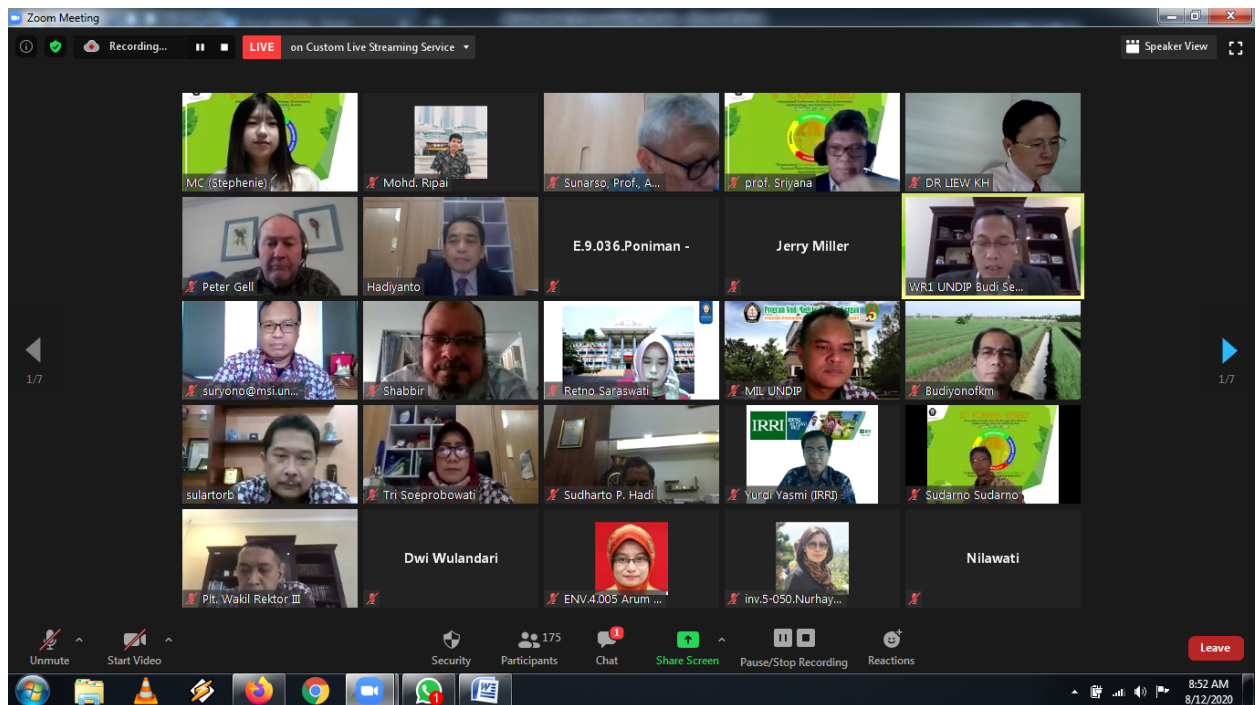 Zoom Meeting
Recording...
LIVE on Custom Live Streaming Service
Speaker View
MC (Stephenie)
Mohd. Ripai
Sunarso, Prof., A...
prof. Sriyana
DR LIEW KH
Peter Gell
Hadiyanto
E.9.036.Poniman -
Jerry Miller
WR1 UNDIP Budi Se...
suryono@msi.un...
Shabbir
Retno Saraswati
MIL UNDIP
Budiyonofkm
1/7
1/7
sulartorb
Tri Soeprobowati
Sudharto P. Hadi
IRRI
Yurdi Yasmi (IRRI)
Sudarno Sudarno
Plt. Wakil Rektor III
Dwi Wulandari
ENV.4.005 Arum ...
inv.5-050.Nurhay...
Nilawati
Unmute
Start Video
Security
175
Participants
1
Chat
Share Screen
Pause/Stop Recording
Reactions
Leave
8:52 AM
8/12/2020